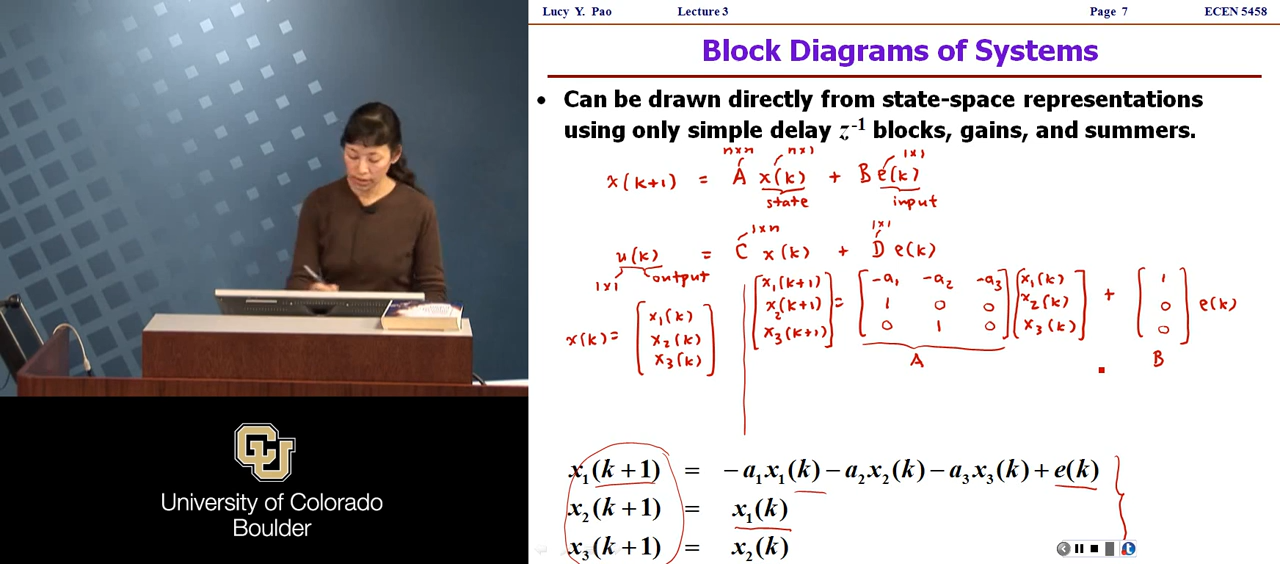 Lucy Y. Pao Lecture 3 Page 7 ECEN 5458
Block Diagrams of Systems
• Can be drawn directly from state-space representations
using only simple delay z⁻¹ blocks, gains, and summers.
n×n n×1 1×1
x(k+1) = A x(k) + B e(k)
state input
1×n 1×1
u(k) = C x(k) + D e(k)
1×1 output
x(k) = [x₁(k) x₂(k) x₃(k)]
[x₁(k+1) x₂(k+1) x₃(k+1)] = [-a₁ -a₂ -a₃
1 0 0
0 1 0] [x₁(k) x₂(k) x₃(k)] + [1 0 0] e(k)
A B
x₁(k+1) = -a₁x₁(k) - a₂x₂(k) - a₃x₃(k) + e(k)
x₂(k+1) = x₁(k)
x₃(k+1) = x₂(k)
CU
University of Colorado
Boulder